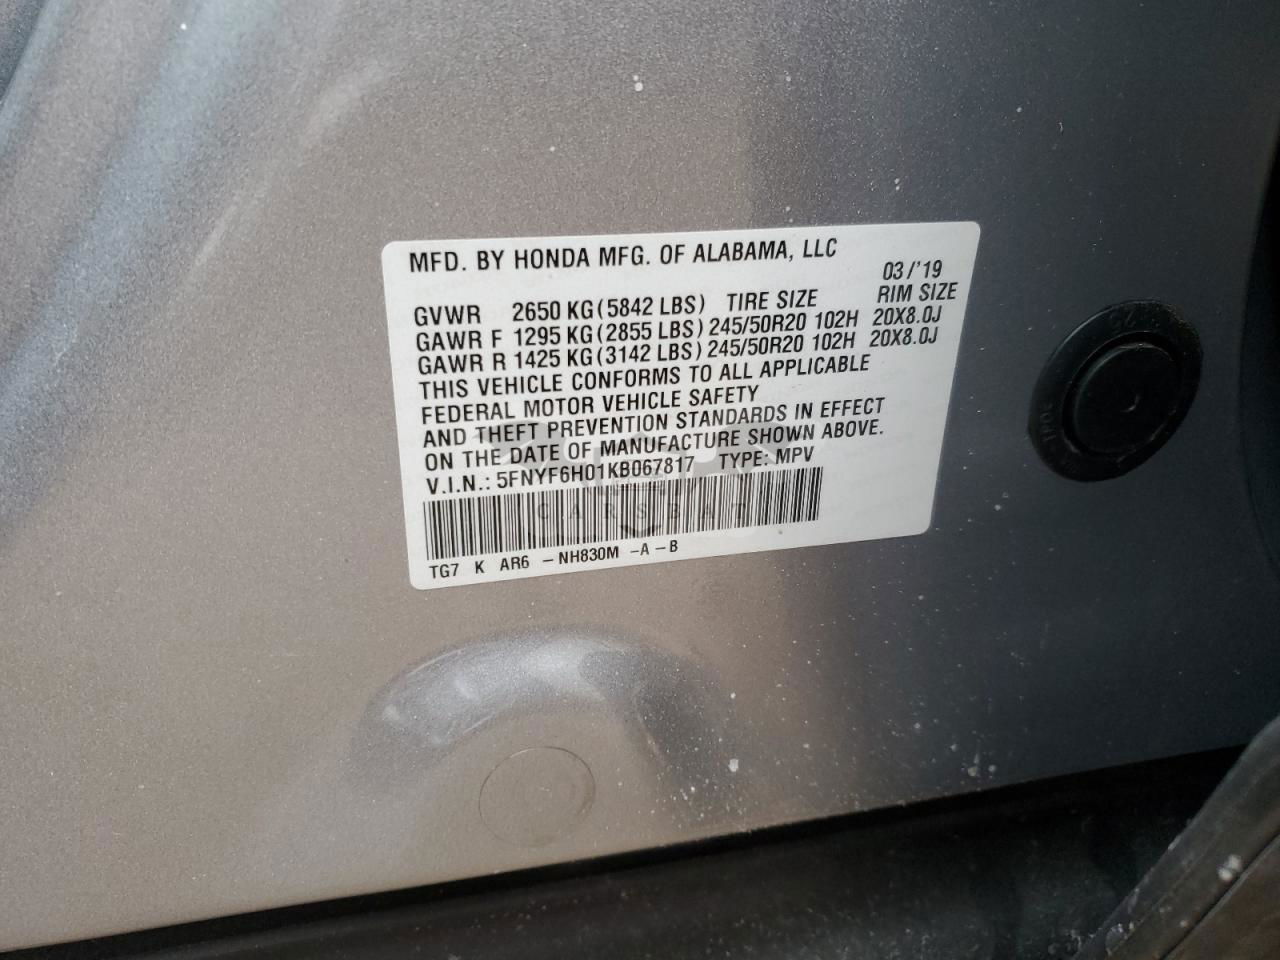 MFD. BY HONDA MFG. OF ALABAMA, LLC
03/'19
GVWR 2650 KG (5842 LBS) TIRE SIZE RIM SIZE
GAWR F 1295 KG (2855 LBS) 245/50R20 102H 20X8.0J
GAWR R 1425 KG (3142 LBS) 245/50R20 102H 20X8.0J
THIS VEHICLE CONFORMS TO ALL APPLICABLE
FEDERAL MOTOR VEHICLE SAFETY
AND THEFT PREVENTION STANDARDS IN EFFECT
ON THE DATE OF MANUFACTURE SHOWN ABOVE.
V.I.N.: 5FNYF6H01KB067817 TYPE: MPV
CARSBAT
TG7 K AR6 -NH830M -A-B